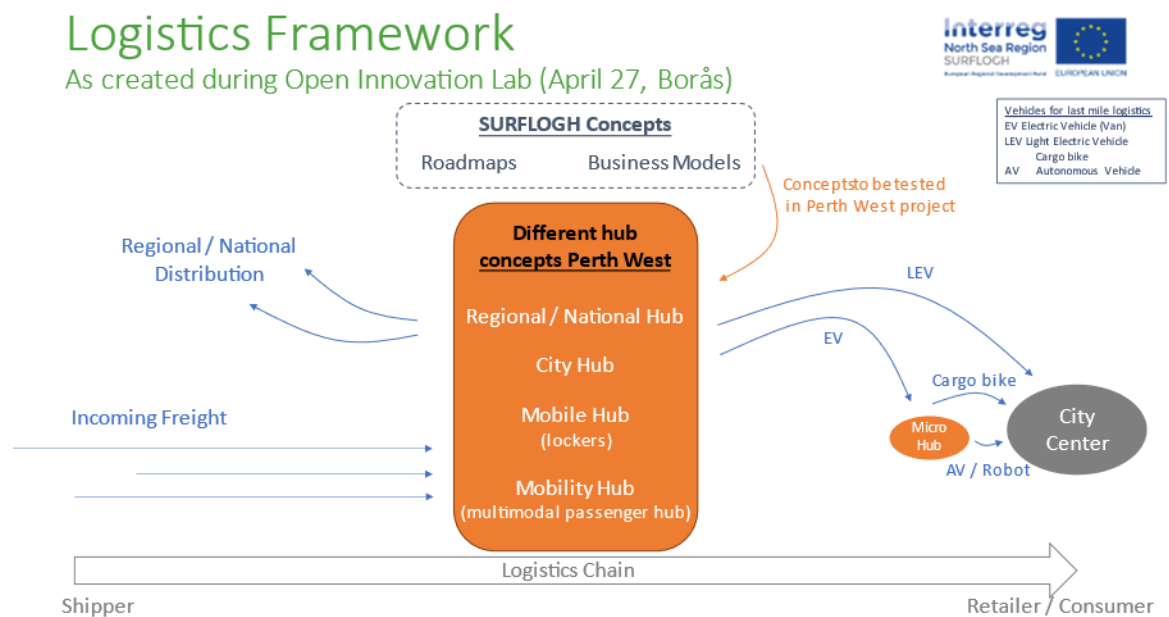 Logistics Framework
As created during Open Innovation Lab (April 27, Borås)
Interreg
North Sea Region
SURFLOGH
European Regional Development Fund
EUROPEAN UNION
Vehicles for last mile logistics
EV Electric Vehicle (Van)
LEV Light Electric Vehicle
Cargo bike
AV Autonomous Vehicle
SURFLOGH Concepts
Roadmaps
Business Models
Conceptsto be tested
in Perth West project
Different hub
concepts Perth West
Regional / National Hub
City Hub
Mobile Hub
(lockers)
Mobility Hub
(multimodal passenger hub)
Regional / National
Distribution
Incoming Freight
LEV
EV
Cargo bike
Micro
Hub
AV / Robot
City
Center
Logistics Chain
Shipper
Retailer / Consumer